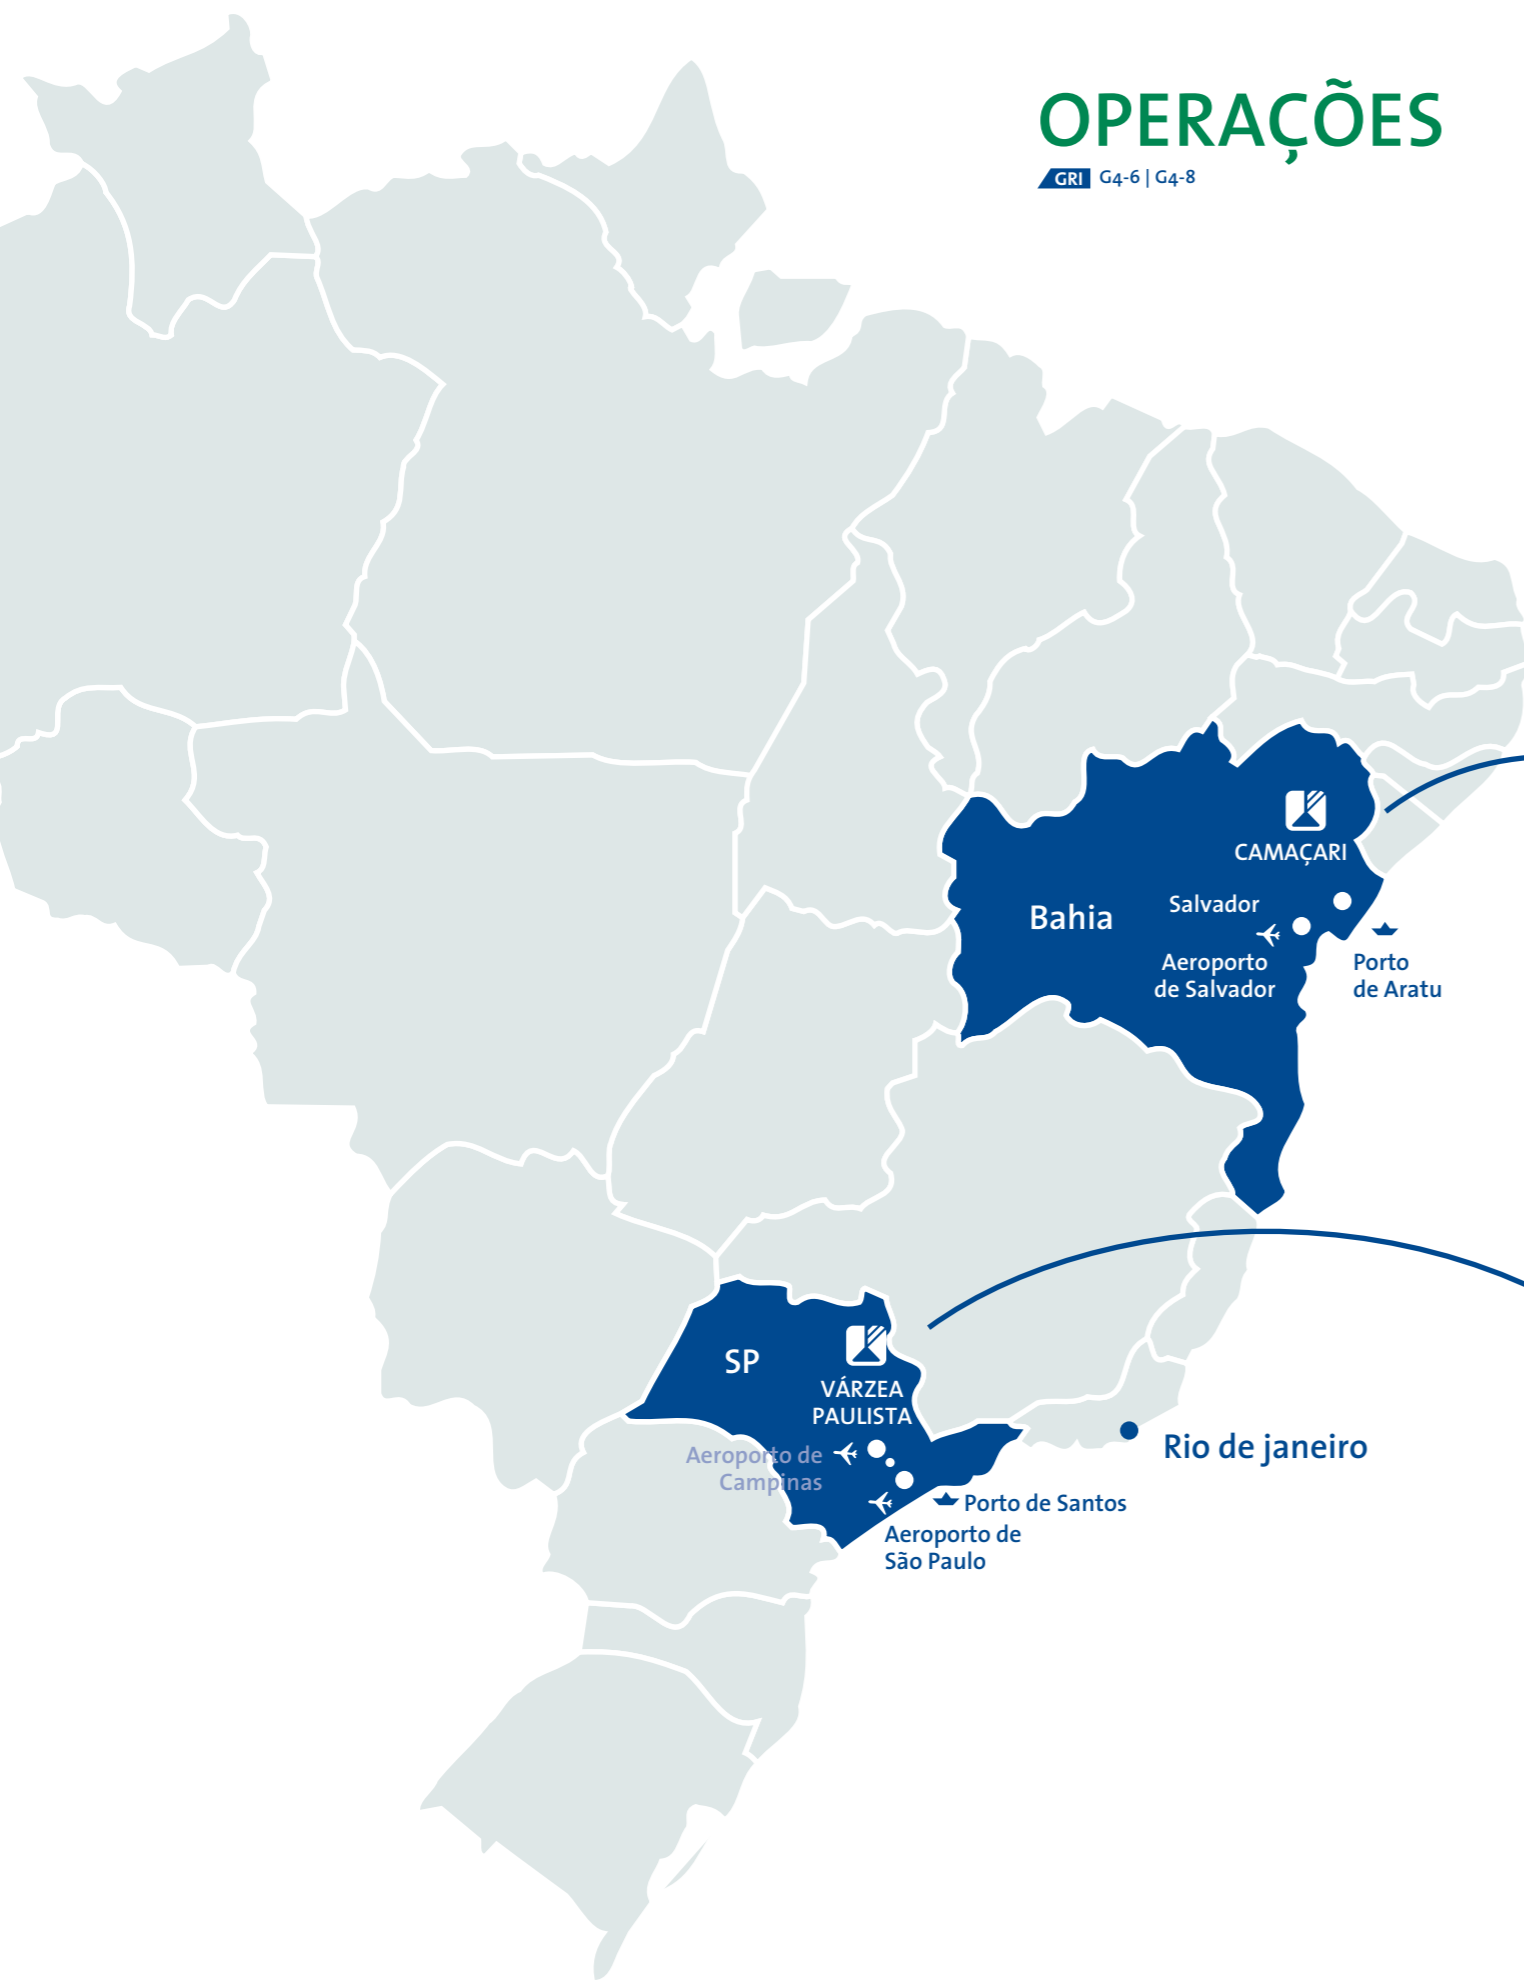 OPERAÇÕES
GRI G4-6 | G4-8
CAMAÇARI
Bahia
Salvador
Aeroporto
de Salvador
Porto
de Aratu
SP
VÁRZEA
PAULISTA
Aeroporto de
Campinas
Rio de janeiro
Porto de Santos
Aeroporto de
São Paulo